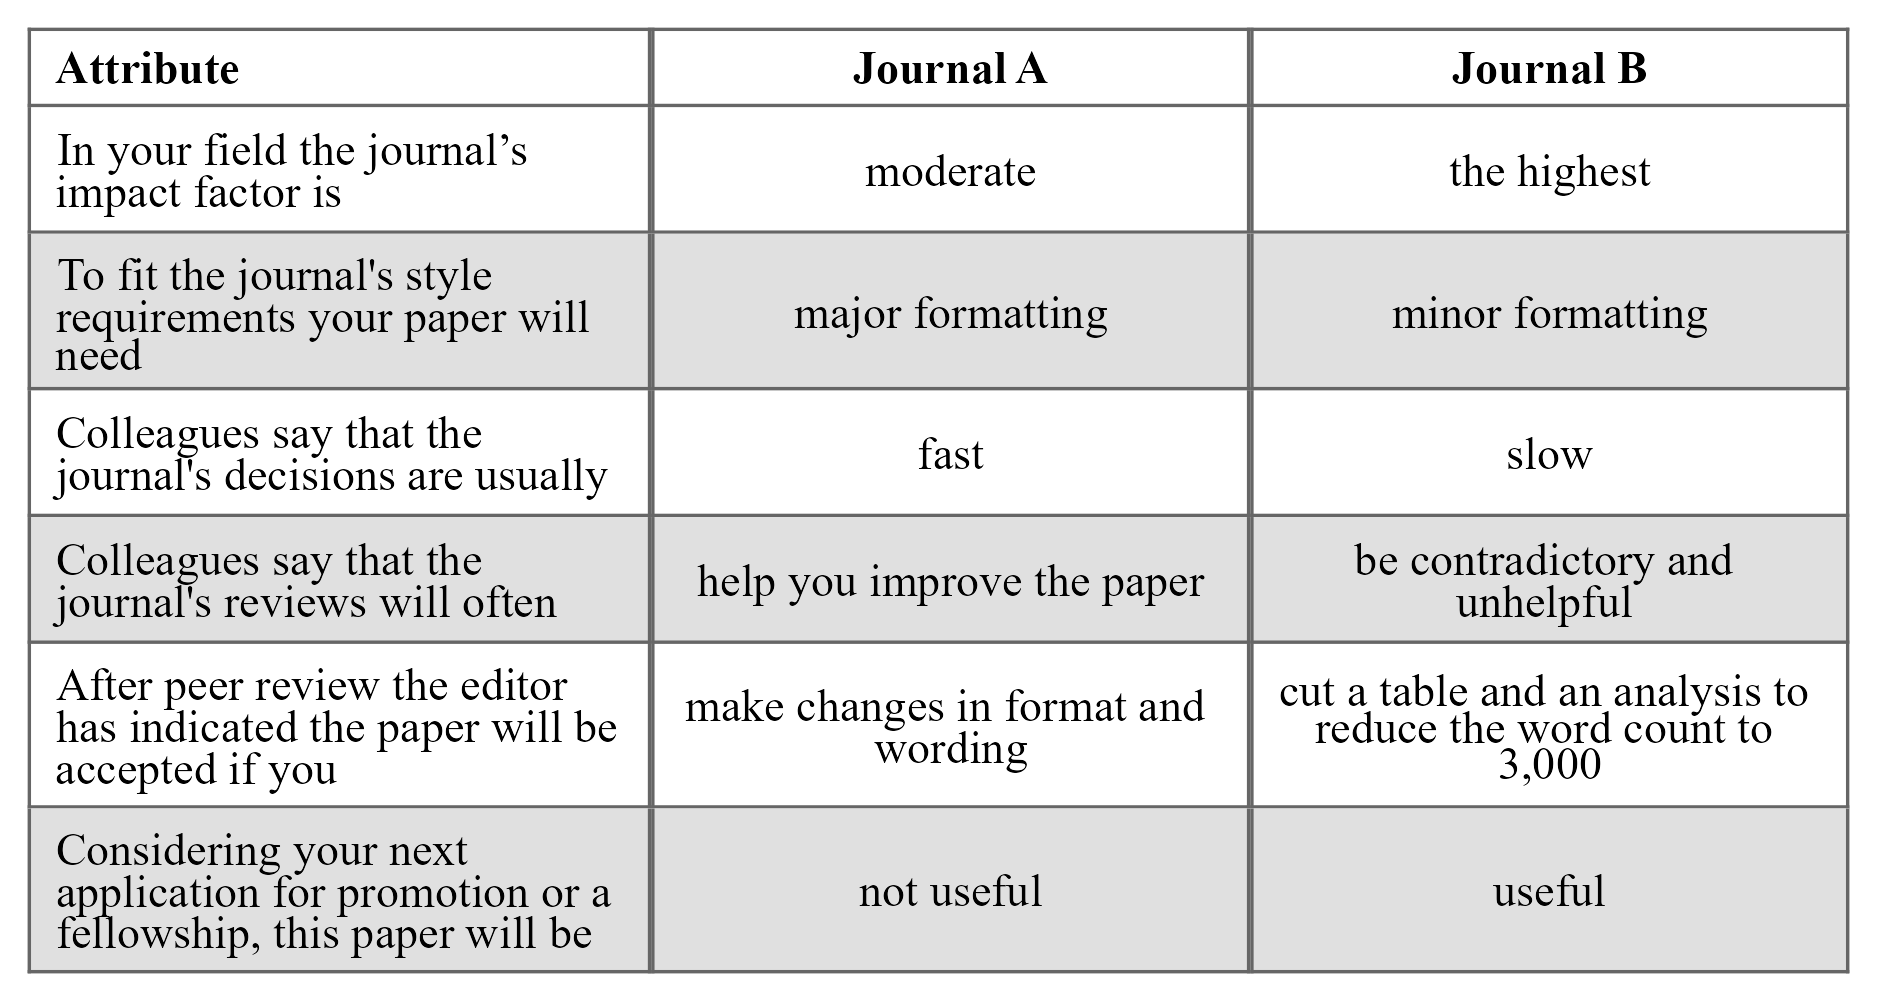 Attribute
Journal A
Journal B
In your field the journal’s
impact factor is
moderate
the highest
To fit the journal's style
requirements your paper will
need
major formatting
minor formatting
Colleagues say that the
journal's decisions are usually
fast
slow
Colleagues say that the
journal's reviews will often
help you improve the paper
be contradictory and
unhelpful
After peer review the editor
has indicated the paper will be
accepted if you
make changes in format and
wording
cut a table and an analysis to
reduce the word count to
3,000
Considering your next
application for promotion or a
fellowship, this paper will be
not useful
useful